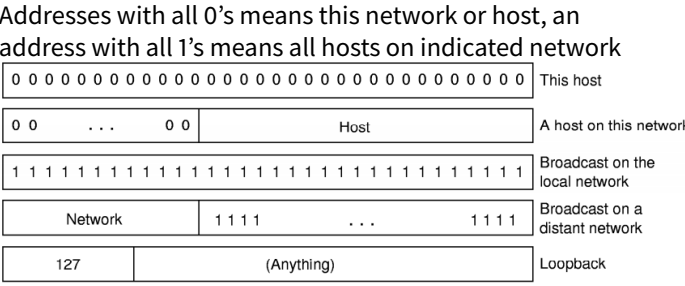 Addresses with all 0's means this network or host, an
address with all 1's means all hosts on indicated network
0 0 0 0 0 0 0 0 0 0 0 0 0 0 0 0 0 0 0 0 0 0 0 0 0 0 0 0 0 0 0 0 This host
0 0 ... 0 0 Host A host on this network
1 1 1 1 1 1 1 1 1 1 1 1 1 1 1 1 1 1 1 1 1 1 1 1 1 1 1 1 1 1 1 1 Broadcast on the
local network
Network 1 1 1 1 ... 1 1 1 1 Broadcast on a
distant network
127 (Anything) Loopback